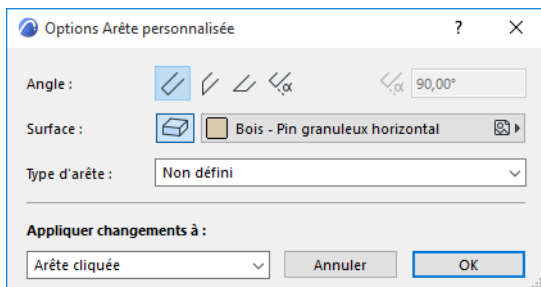 Options Arête personnalisée ?
Angle :
α
α 90,00°
Surface :
Bois - Pin granuleux horizontal
Type d'arête :
Non défini
Appliquer changements à :
Arête cliquée
Annuler
OK